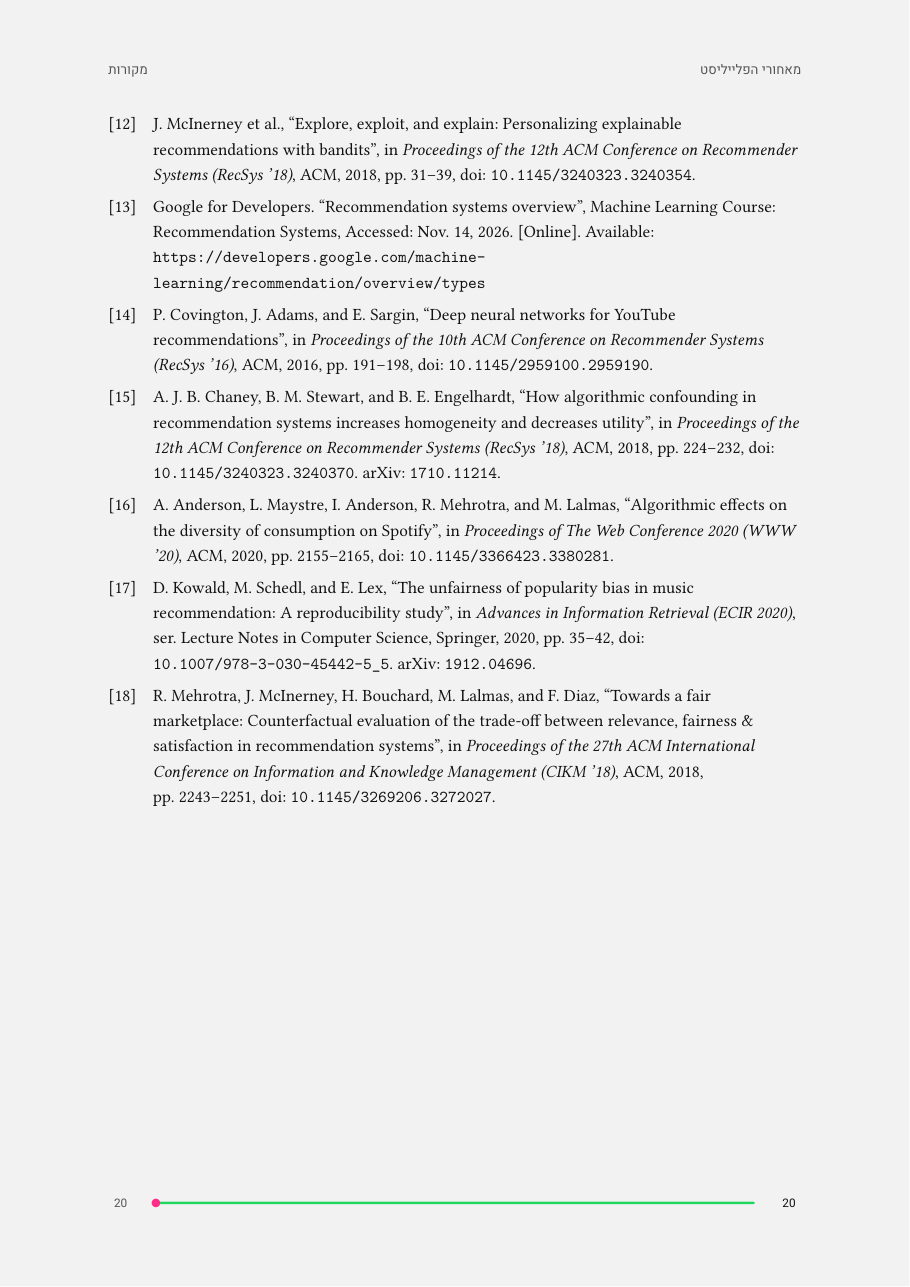 מאחורי הפלייליסט
מקורות
[12] J. McInerney et al., “Explore, exploit, and explain: Personalizing explainable
recommendations with bandits”, in Proceedings of the 12th ACM Conference on Recommender
Systems (RecSys ’18), ACM, 2018, pp. 31–39, doi: 10.1145/3240323.3240354.
[13] Google for Developers. “Recommendation systems overview”, Machine Learning Course:
Recommendation Systems, Accessed: Nov. 14, 2026. [Online]. Available:
https://developers.google.com/machine-
learning/recommendation/overview/types
[14] P. Covington, J. Adams, and E. Sargin, “Deep neural networks for YouTube
recommendations”, in Proceedings of the 10th ACM Conference on Recommender Systems
(RecSys ’16), ACM, 2016, pp. 191–198, doi: 10.1145/2959100.2959190.
[15] A. J. B. Chaney, B. M. Stewart, and B. E. Engelhardt, “How algorithmic confounding in
recommendation systems increases homogeneity and decreases utility”, in Proceedings of the
12th ACM Conference on Recommender Systems (RecSys ’18), ACM, 2018, pp. 224–232, doi:
10.1145/3240323.3240370. arXiv: 1710.11214.
[16] A. Anderson, L. Maystre, I. Anderson, R. Mehrotra, and M. Lalmas, “Algorithmic effects on
the diversity of consumption on Spotify”, in Proceedings of The Web Conference 2020 (WWW
’20), ACM, 2020, pp. 2155–2165, doi: 10.1145/3366423.3380281.
[17] D. Kowald, M. Schedl, and E. Lex, “The unfairness of popularity bias in music
recommendation: A reproducibility study”, in Advances in Information Retrieval (ECIR 2020),
ser. Lecture Notes in Computer Science, Springer, 2020, pp. 35–42, doi:
10.1007/978-3-030-45442-5_5. arXiv: 1912.04696.
[18] R. Mehrotra, J. McInerney, H. Bouchard, M. Lalmas, and F. Diaz, “Towards a fair
marketplace: Counterfactual evaluation of the trade-off between relevance, fairness &
satisfaction in recommendation systems”, in Proceedings of the 27th ACM International
Conference on Information and Knowledge Management (CIKM ’18), ACM, 2018,
pp. 2243–2251, doi: 10.1145/3269206.3272027.
20
20